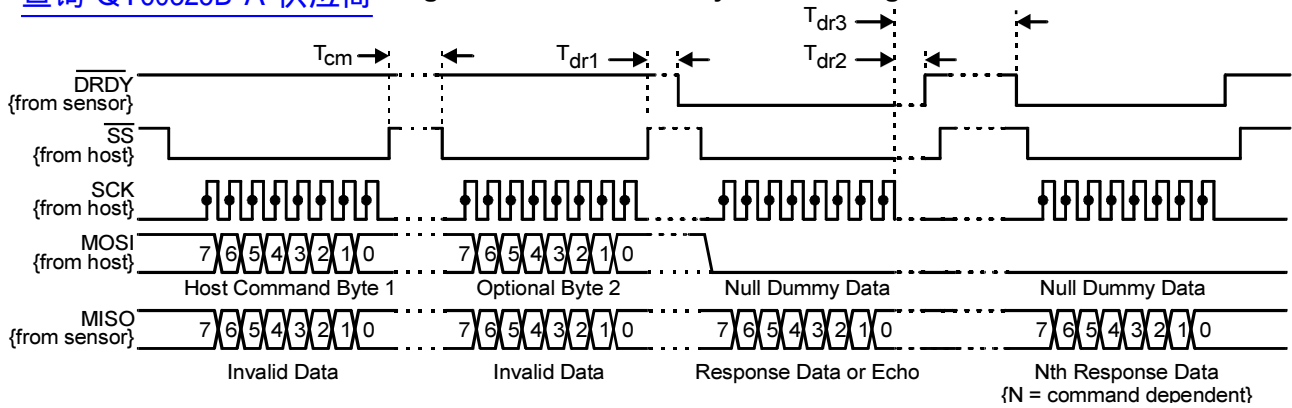 Tdr3
Tcm
Tdr1
Tdr2
DRDY
{from sensor}
SS
{from host}
SCK
{from host}
MOSI
{from host}
7 6 5 4 3 2 1 0
7 6 5 4 3 2 1 0
Host Command Byte 1
Optional Byte 2
Null Dummy Data
Null Dummy Data
MISO
{from sensor}
7 6 5 4 3 2 1 0
7 6 5 4 3 2 1 0
7 6 5 4 3 2 1 0
7 6 5 4 3 2 1 0
Invalid Data
Invalid Data
Response Data or Echo
Nth Response Data
{N = command dependent}